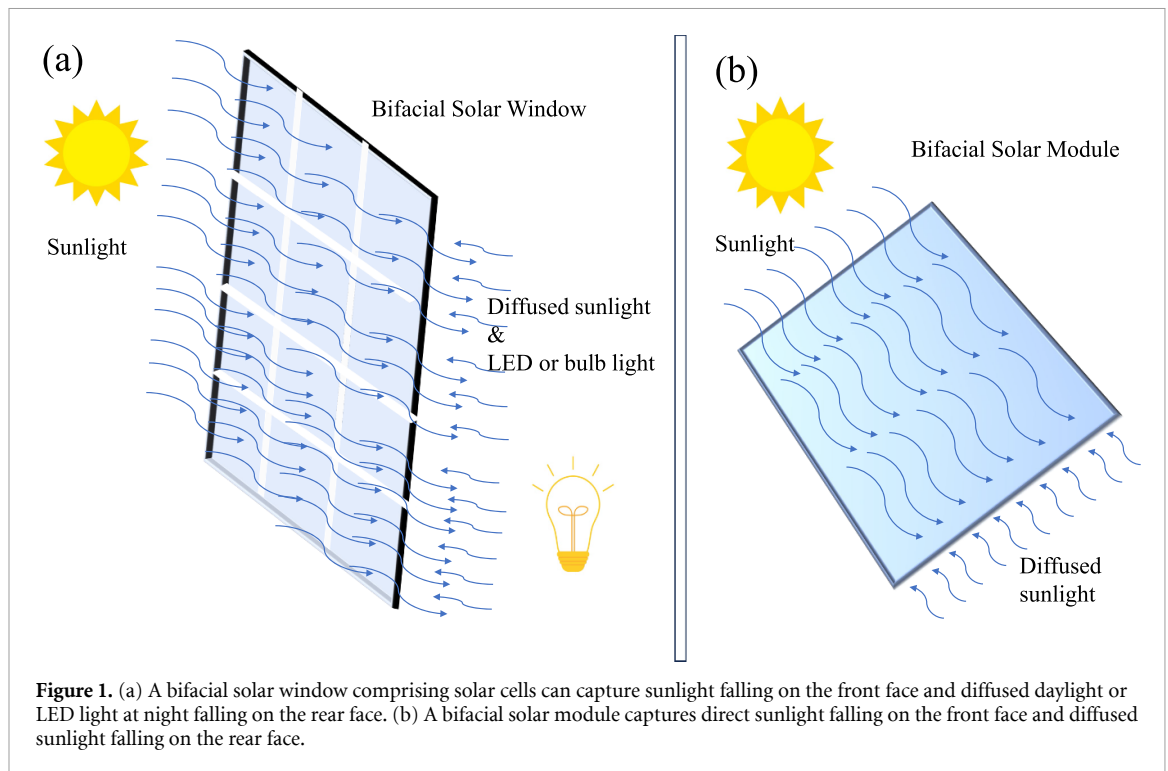 (a)
Bifacial Solar Window
Sunlight
Diffused sunlight
&
LED or bulb light
(b)
Bifacial Solar Module
Sunlight
Diffused
sunlight
Figure 1. (a) A bifacial solar window comprising solar cells can capture sunlight falling on the front face and diffused daylight or
LED light at night falling on the rear face. (b) A bifacial solar module captures direct sunlight falling on the front face and diffused
sunlight falling on the rear face.